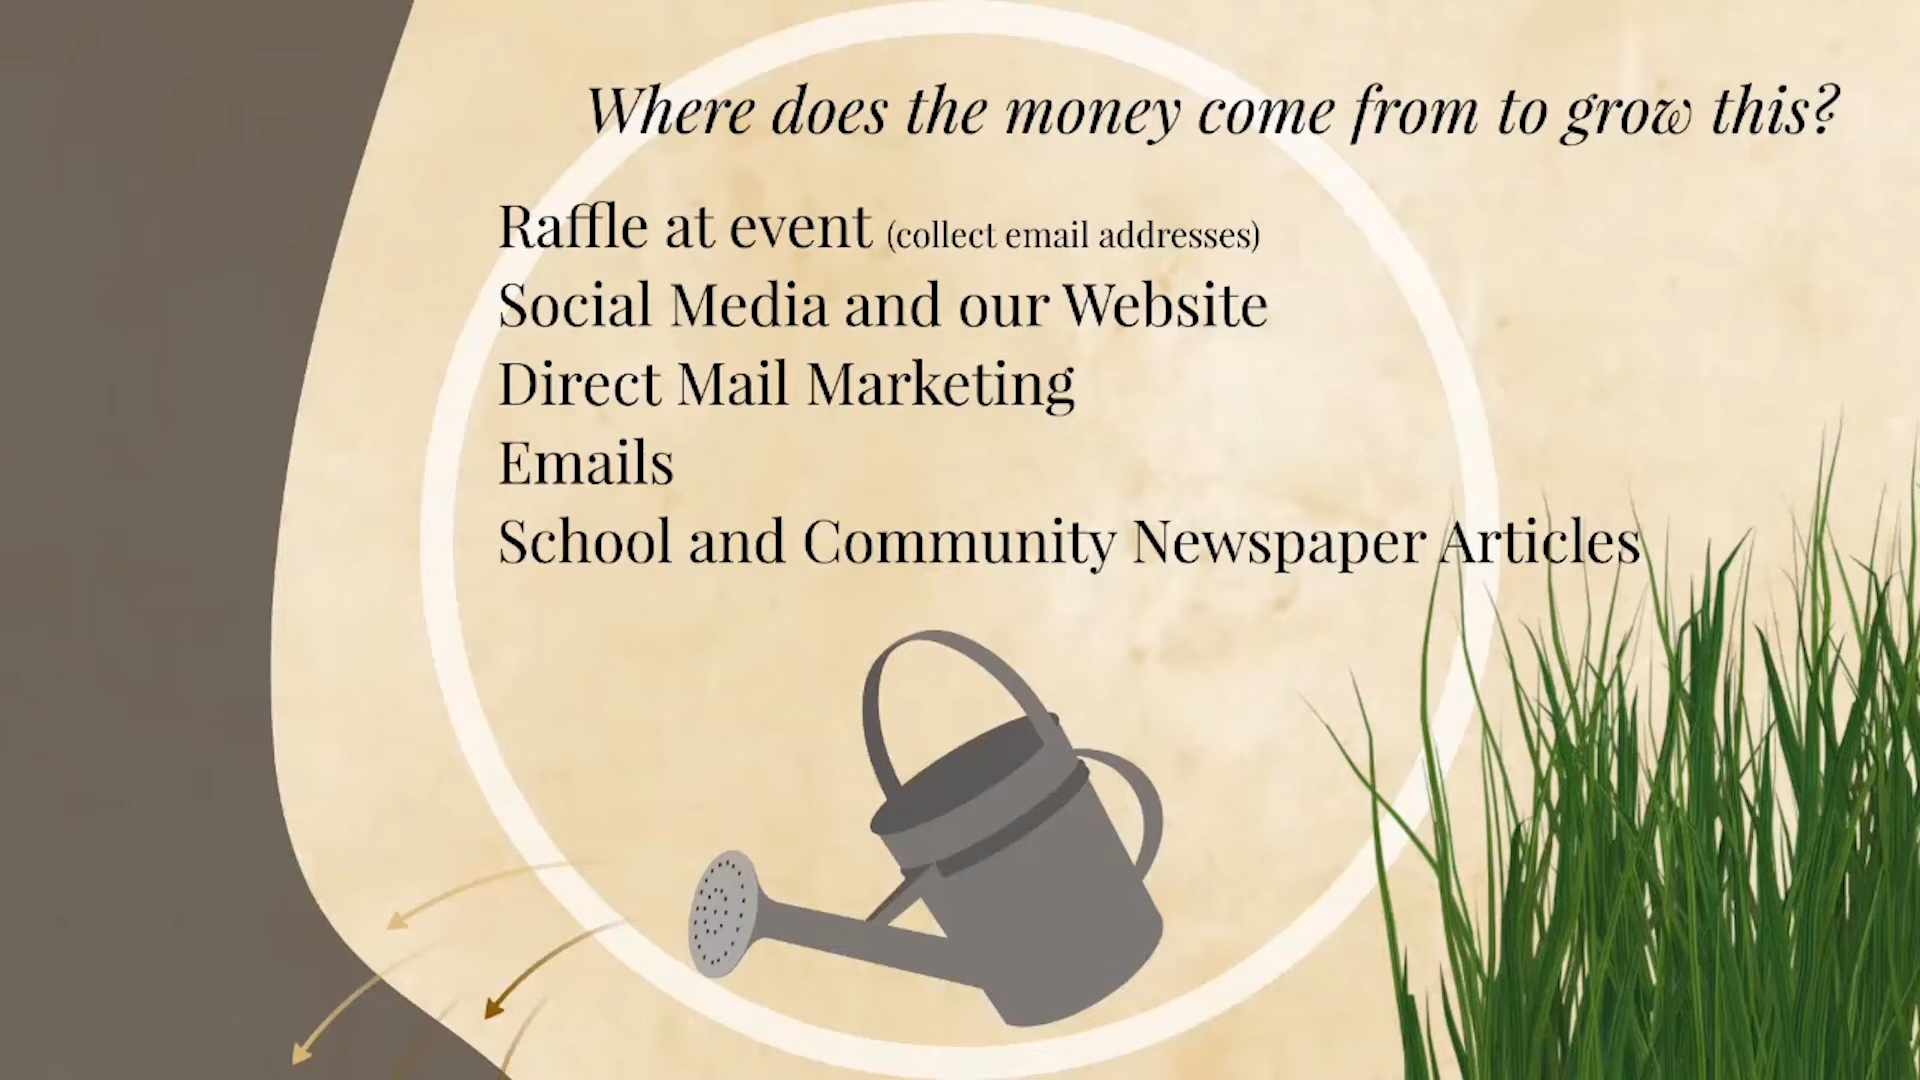 Where does the money come from to grow this?
Raffle at event (collect email addresses)
Social Media and our Website
Direct Mail Marketing
Emails
School and Community Newspaper Articles